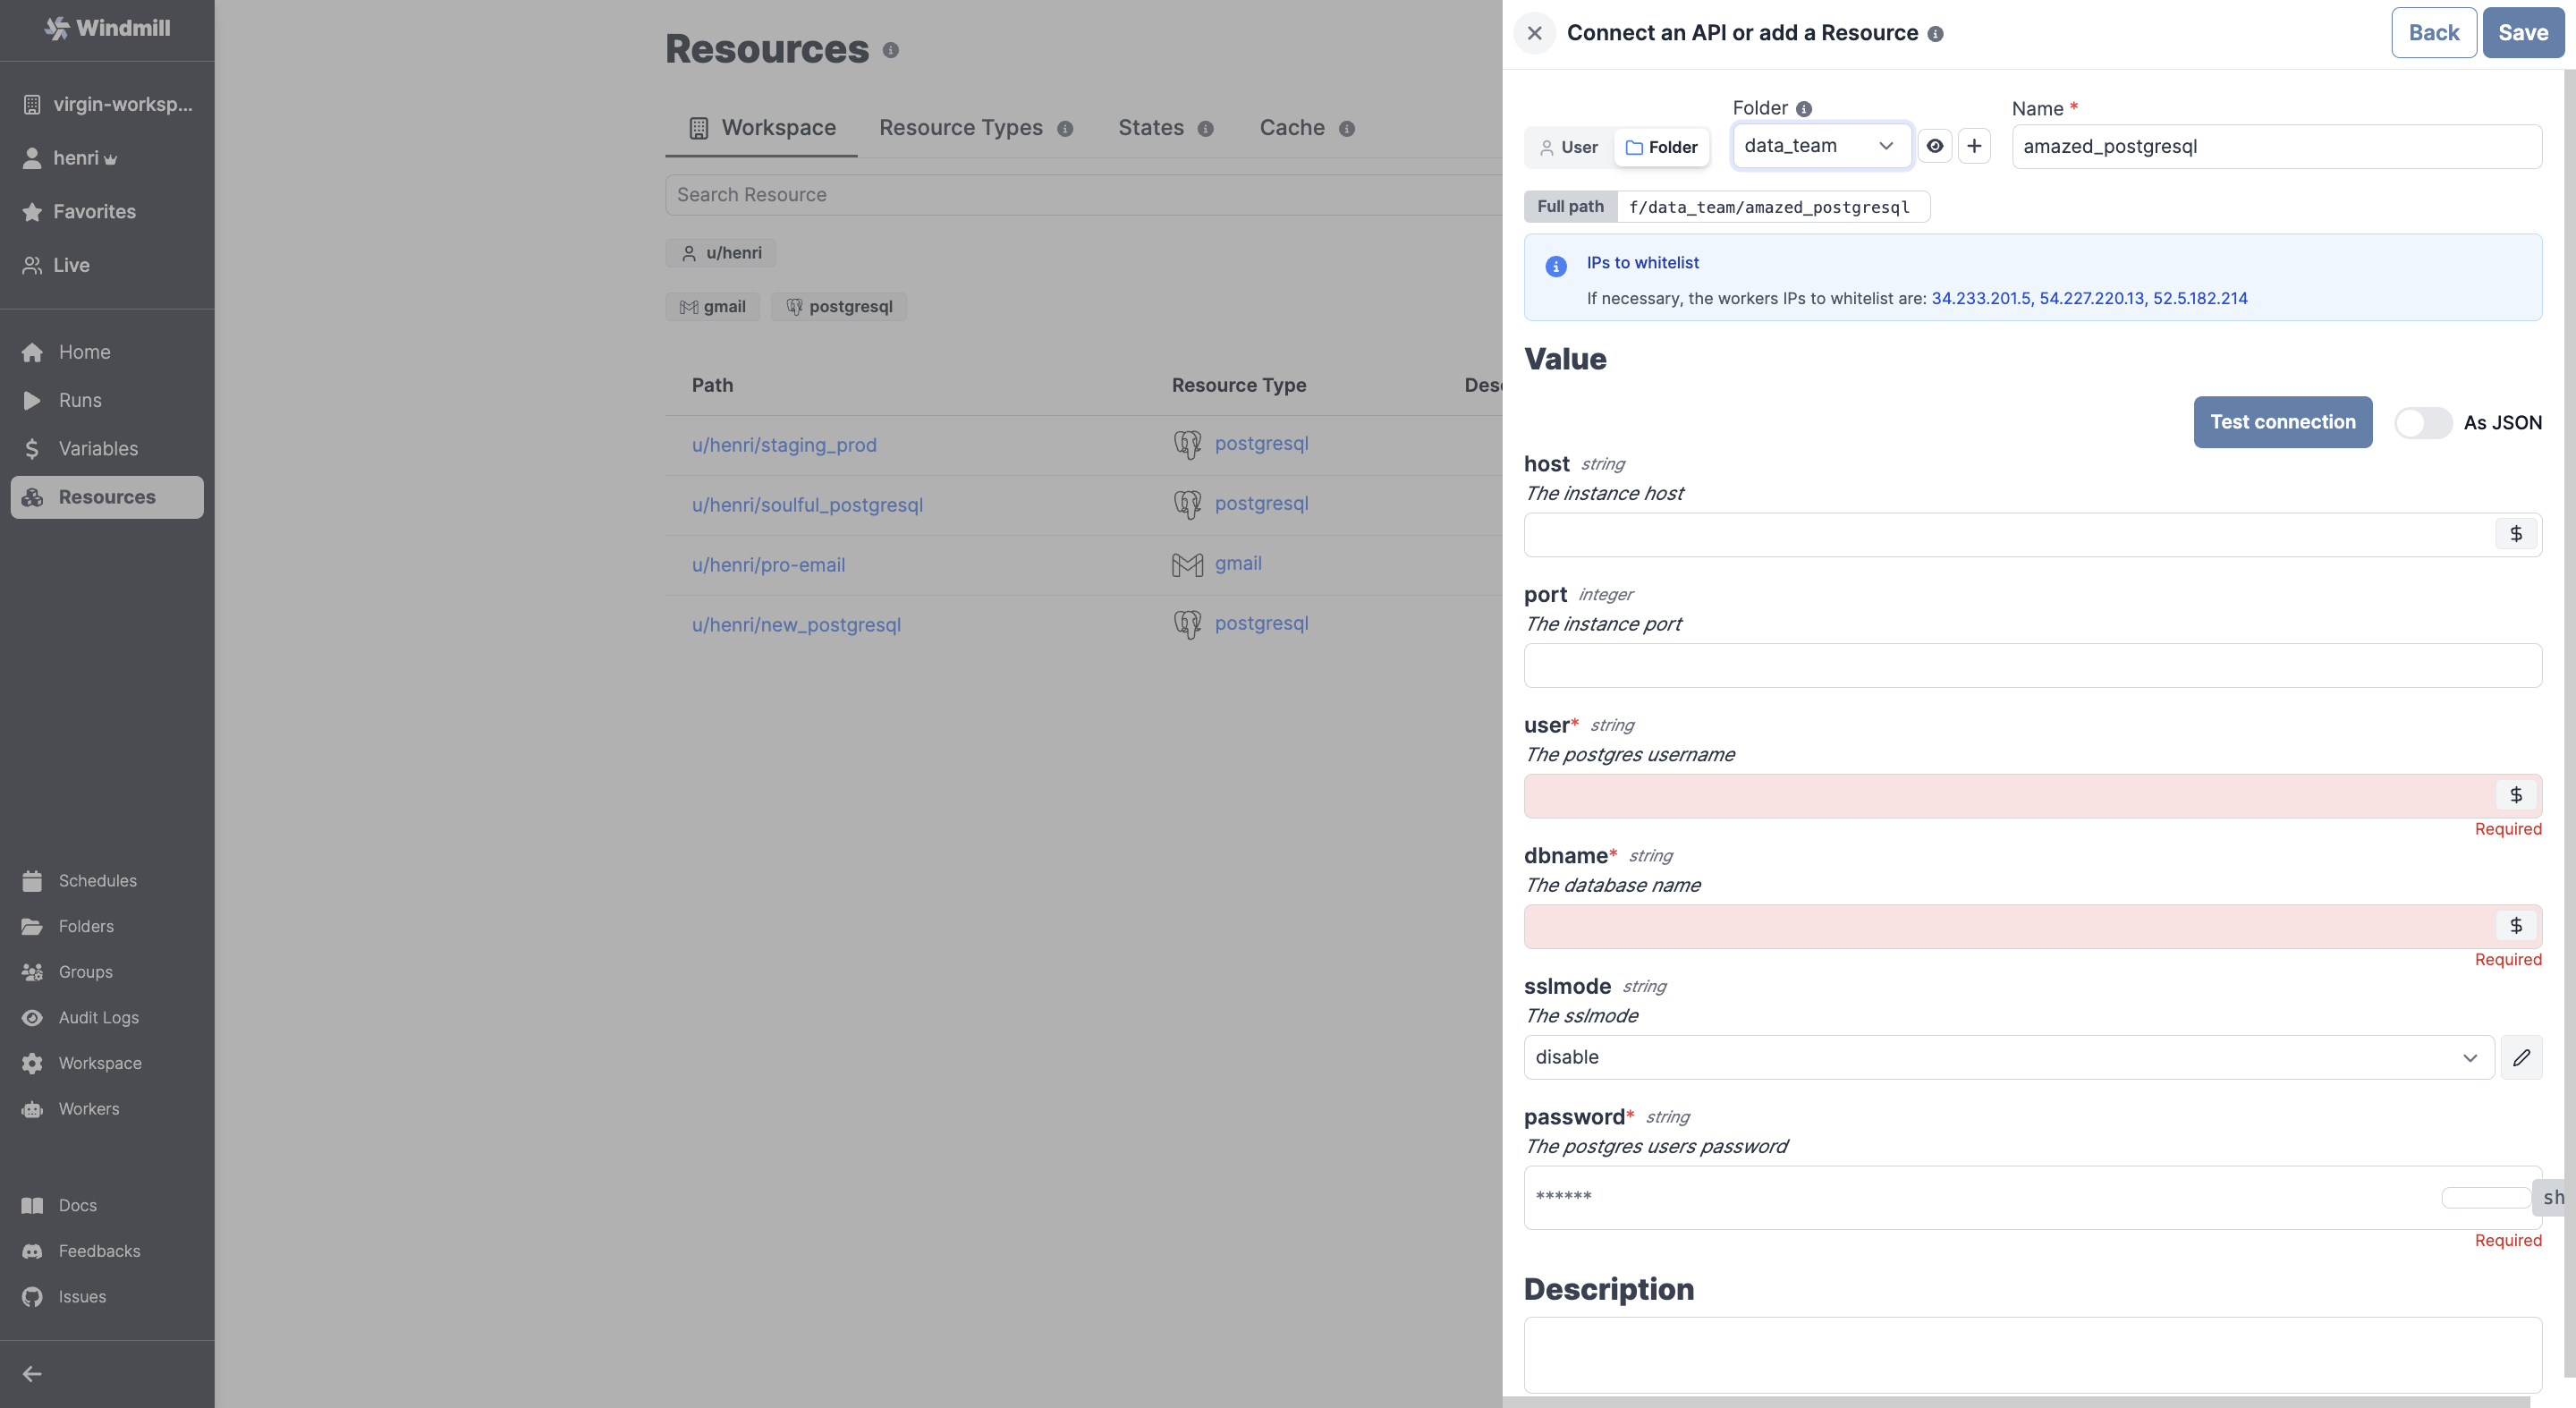 Windmill
virgin-worksp...
henri
Favorites
Live
Home
Runs
Variables
Resources
Schedules
Folders
Groups
Audit Logs
Workspace
Workers
Docs
Feedbacks
Issues
Resources
Workspace Resource Types States Cache
Search Resource
u/henri
gmail postgresql
Path Resource Type Des
u/henri/staging_prod postgresql
u/henri/soulful_postgresql postgresql
u/henri/pro-email gmail
u/henri/new_postgresql postgresql
Connect an API or add a Resource Back Save
Folder Name *
User Folder data_team amazed_postgresql
Full path f/data_team/amazed_postgresql
IPs to whitelist
If necessary, the workers IPs to whitelist are: 34.233.201.5, 54.227.220.13, 52.5.182.214
Value
Test connection As JSON
host string
The instance host
$
port integer
The instance port
user* string
The postgres username
$
Required
dbname* string
The database name
$
Required
sslmode string
The sslmode
disable
password* string
The postgres users password
****** sh
Required
Description